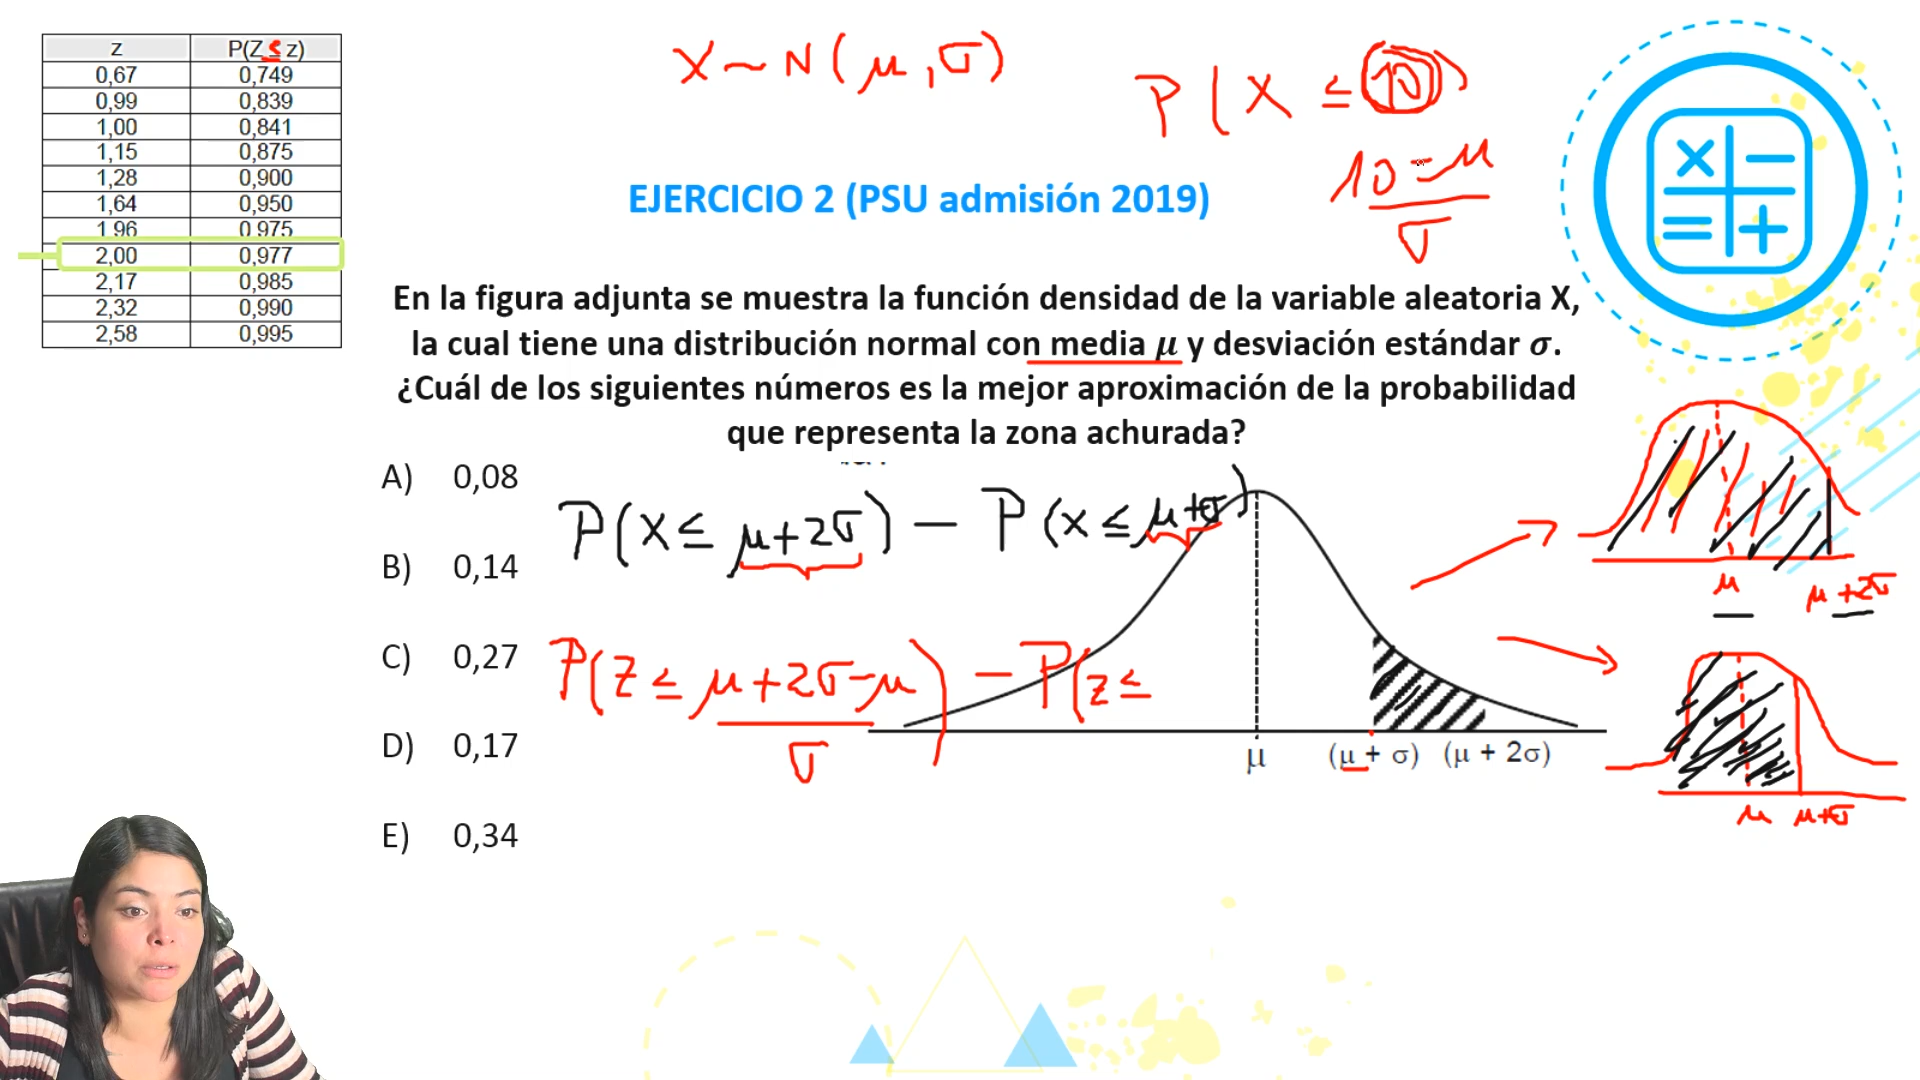 z P(Z ≤ z)
0,67 0,749
0,99 0,839
1,00 0,841
1,15 0,875
1,28 0,900
1,64 0,950
1,96 0,975
2,00 0,977
2,17 0,985
2,32 0,990
2,58 0,995
X ~ N(μ, σ)
P(X ≤ 10)
10 - μ
σ
EJERCICIO 2 (PSU admisión 2019)
En la figura adjunta se muestra la función densidad de la variable aleatoria X,
la cual tiene una distribución normal con media μ y desviación estándar σ.
¿Cuál de los siguientes números es la mejor aproximación de la probabilidad
que representa la zona achurada?
A) 0,08
B) 0,14
C) 0,27
D) 0,17
E) 0,34
P(X ≤ μ+2σ) - P(X ≤ μ+σ)
P(Z ≤ μ+2σ-μ) - P(Z ≤
σ
μ (μ + σ) (μ + 2σ)
μ μ+2σ
μ μ+σ